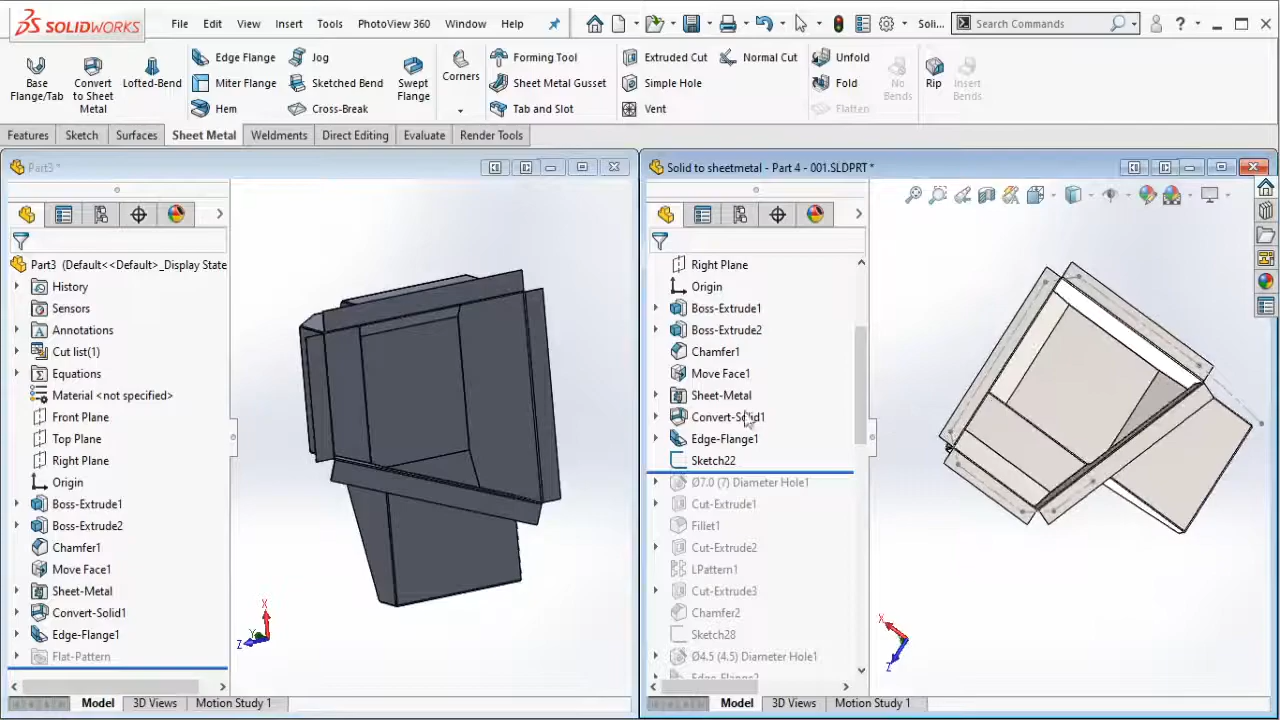 SOLIDWORKS
File Edit View Insert Tools PhotoView 360 Window Help
Soli...
Search Commands
?
Base Flange/Tab
Convert to Sheet Metal
Lofted-Bend
Edge Flange
Miter Flange
Hem
Jog
Sketched Bend
Cross-Break
Swept Flange
Corners
Forming Tool
Sheet Metal Gusset
Tab and Slot
Extruded Cut
Simple Hole
Vent
Normal Cut
Unfold
Fold
Flatten
No Bends
Rip
Insert Bends
Features Sketch Surfaces Sheet Metal Weldments Direct Editing Evaluate Render Tools
Part3 *
Part3 (Default<<Default>_Display State
History
Sensors
Annotations
Cut list(1)
Equations
Material <not specified>
Front Plane
Top Plane
Right Plane
Origin
Boss-Extrude1
Boss-Extrude2
Chamfer1
Move Face1
Sheet-Metal
Convert-Solid1
Edge-Flange1
Flat-Pattern
X
Y
Z
Model 3D Views Motion Study 1
Solid to sheetmetal - Part 4 - 001.SLDPRT *
Right Plane
Origin
Boss-Extrude1
Boss-Extrude2
Chamfer1
Move Face1
Sheet-Metal
Convert-Solid1
Edge-Flange1
Sketch22
Ø7.0 (7) Diameter Hole1
Cut-Extrude1
Fillet1
Cut-Extrude2
LPattern1
Cut-Extrude3
Chamfer2
Sketch28
Ø4.5 (4.5) Diameter Hole1
X
Z
Model 3D Views Motion Study 1